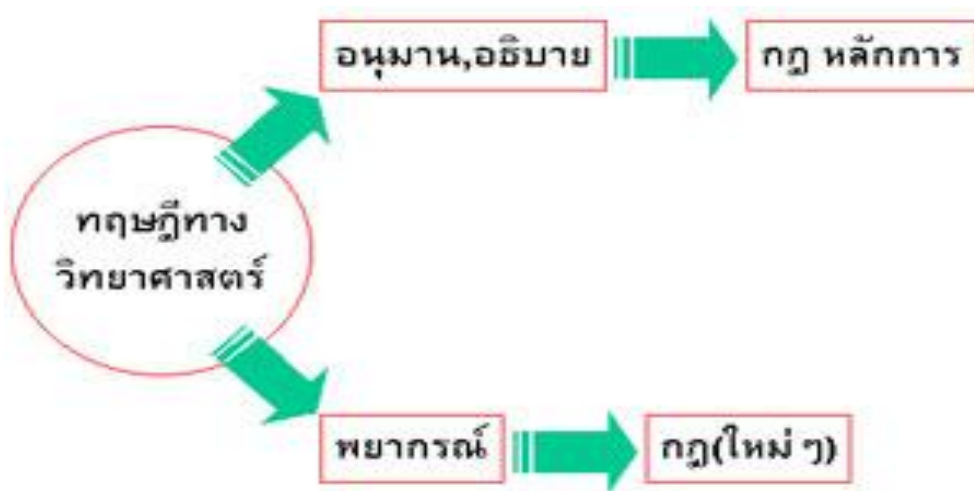 อนุมาน,อธิบาย
กฎ หลักการ
ทฤษฎีทาง
วิทยาศาสตร์
พยากรณ์
กฎ(ใหม่ ๆ)